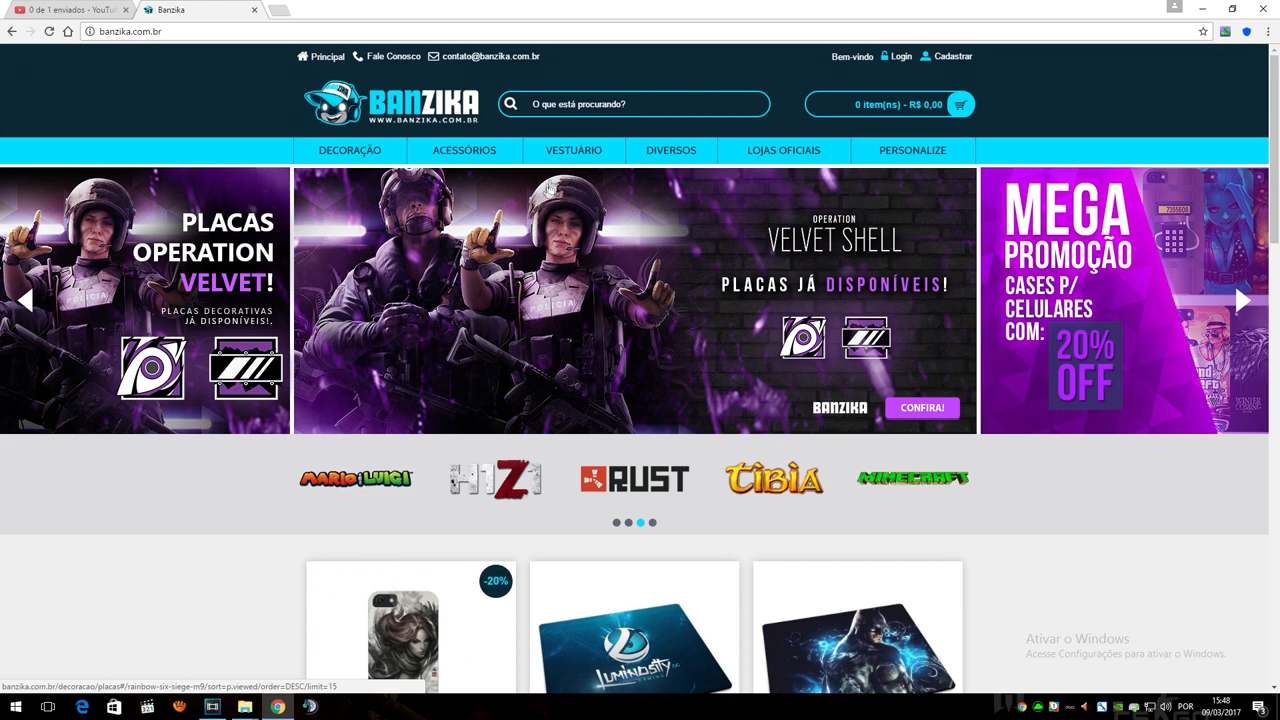 0 de 1 enviados - YouTu
Banzika
banzika.com.br
Principal
Fale Conosco
contato@banzika.com.br
Bem-vindo
Login
Cadastrar
BANZIKA
WWW.BANZIKA.COM.BR
O que está procurando?
0 item(ns) - R$ 0,00
DECORAÇÃO
ACESSÓRIOS
VESTUÁRIO
DIVERSOS
LOJAS OFICIAIS
PERSONALIZE
PLACAS
OPERATION
VELVET!
PLACAS DECORATIVAS
JÁ DISPONÍVEIS!.
POLICIA
OPERATION
VELVET SHELL
PLACAS JÁ DISPONÍVEIS!
BANZIKA
CONFIRA!
MEGA
PROMOÇÃO
CASES P/
CELULARES
COM:
20%
OFF
7355608
MARIO & LUIGI
H1Z1
RUST
TIBIA
MINECRAFT
-20%
LUMINOSITY
Ativar o Windows
Acesse Configurações para ativar o Windows.
banzika.com.br/decoracao/placas#/rainbow-six-siege-m9/sort=p.viewed/order=DESC/limit=15
POR
15:48
09/03/2017
3